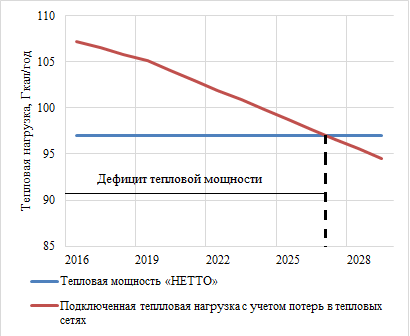 110
105
100
95
90
85
Тепловая нагрузка, Гкал/год
Дефицит тепловой мощности
2016 2019 2022 2025 2028
Тепловая мощность «НЕТТО»
Подключенная теплловая нагрузка с учетом потерь в тепловых
сетях